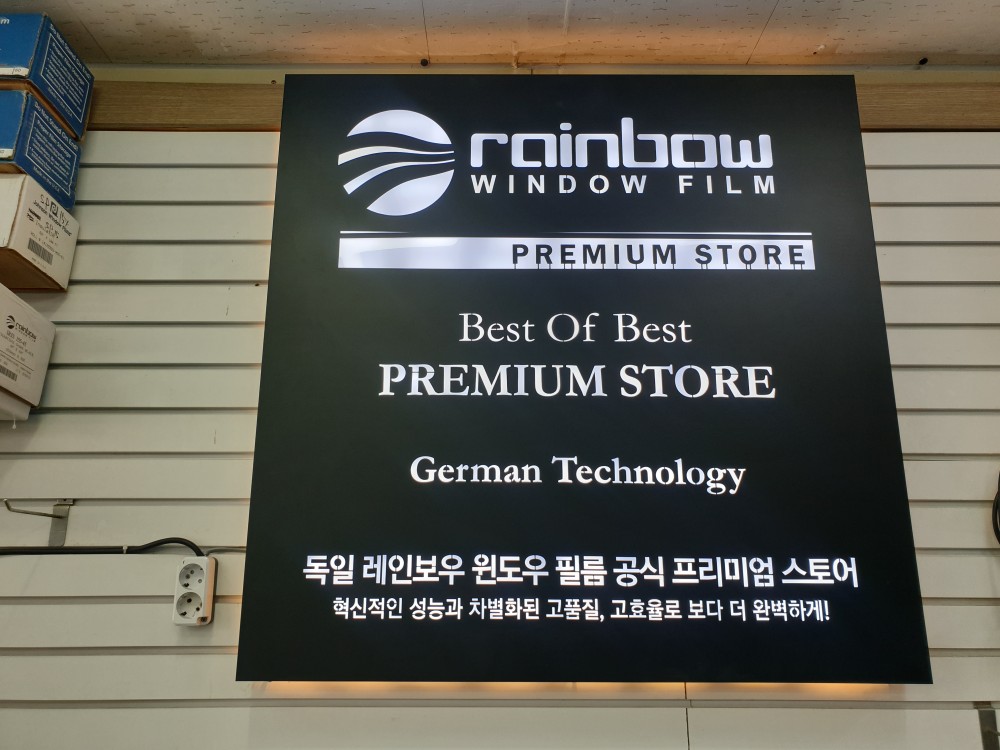 rainbow
WINDOW FILM
PREMIUM STORE
Best Of Best
PREMIUM STORE
German Technology
독일 레인보우 윈도우 필름 공식 프리미엄 스토어
혁신적인 성능과 차별화된 고품질, 고효율로 보다 더 완벽하게!
rainbow